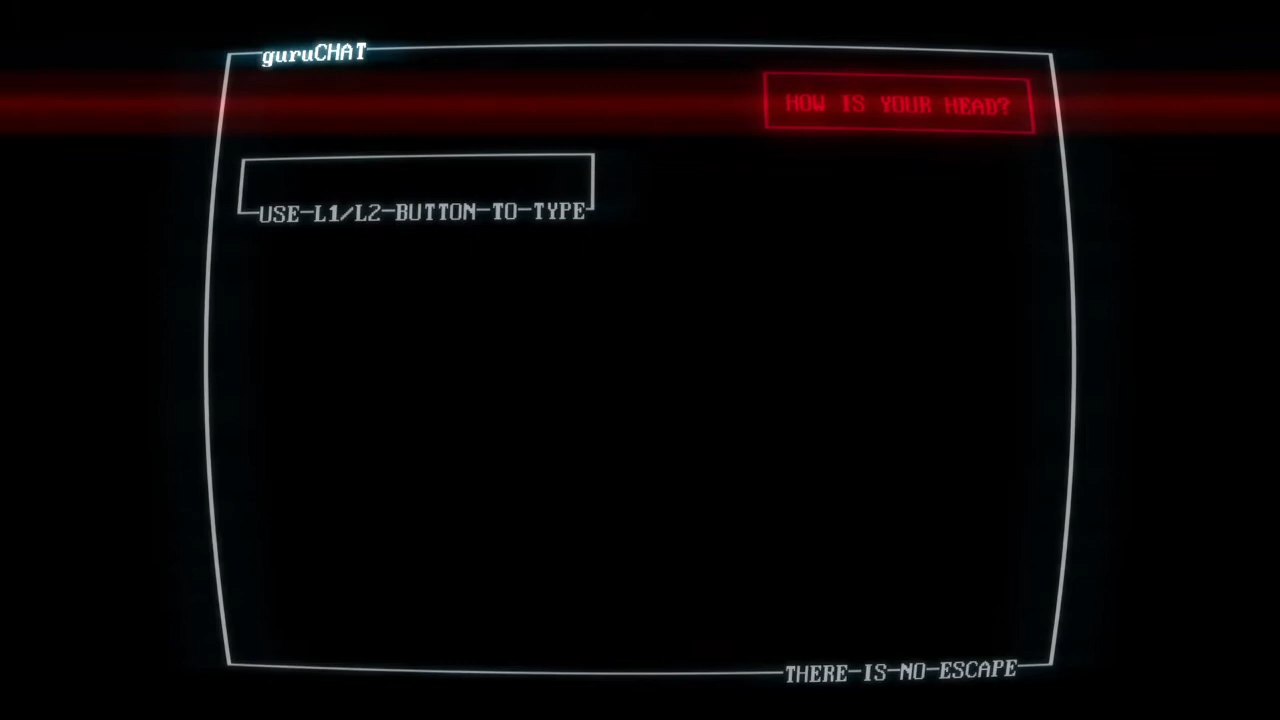 guruCHAT
HOW IS YOUR HEAD?
USE-L1/L2-BUTTON-TO-TYPE
THERE-IS-NO-ESCAPE